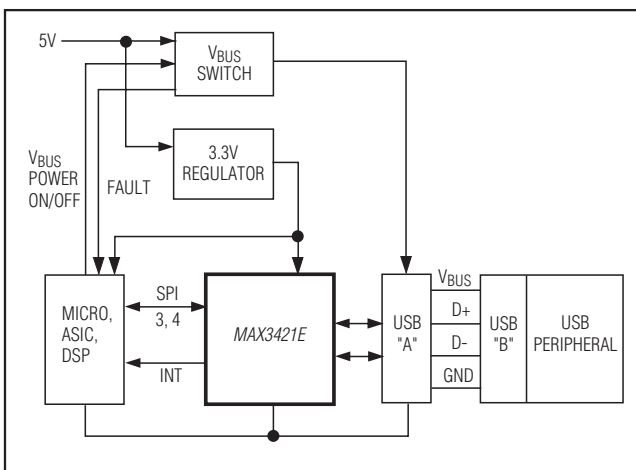 5V
VBUS
SWITCH
3.3V
REGULATOR
VBUS
POWER
ON/OFF
FAULT
MICRO,
ASIC,
DSP
SPI
3, 4
INT
MAX3421E
USB
"A"
VBUS
D+
D-
GND
USB
"B"
USB
PERIPHERAL